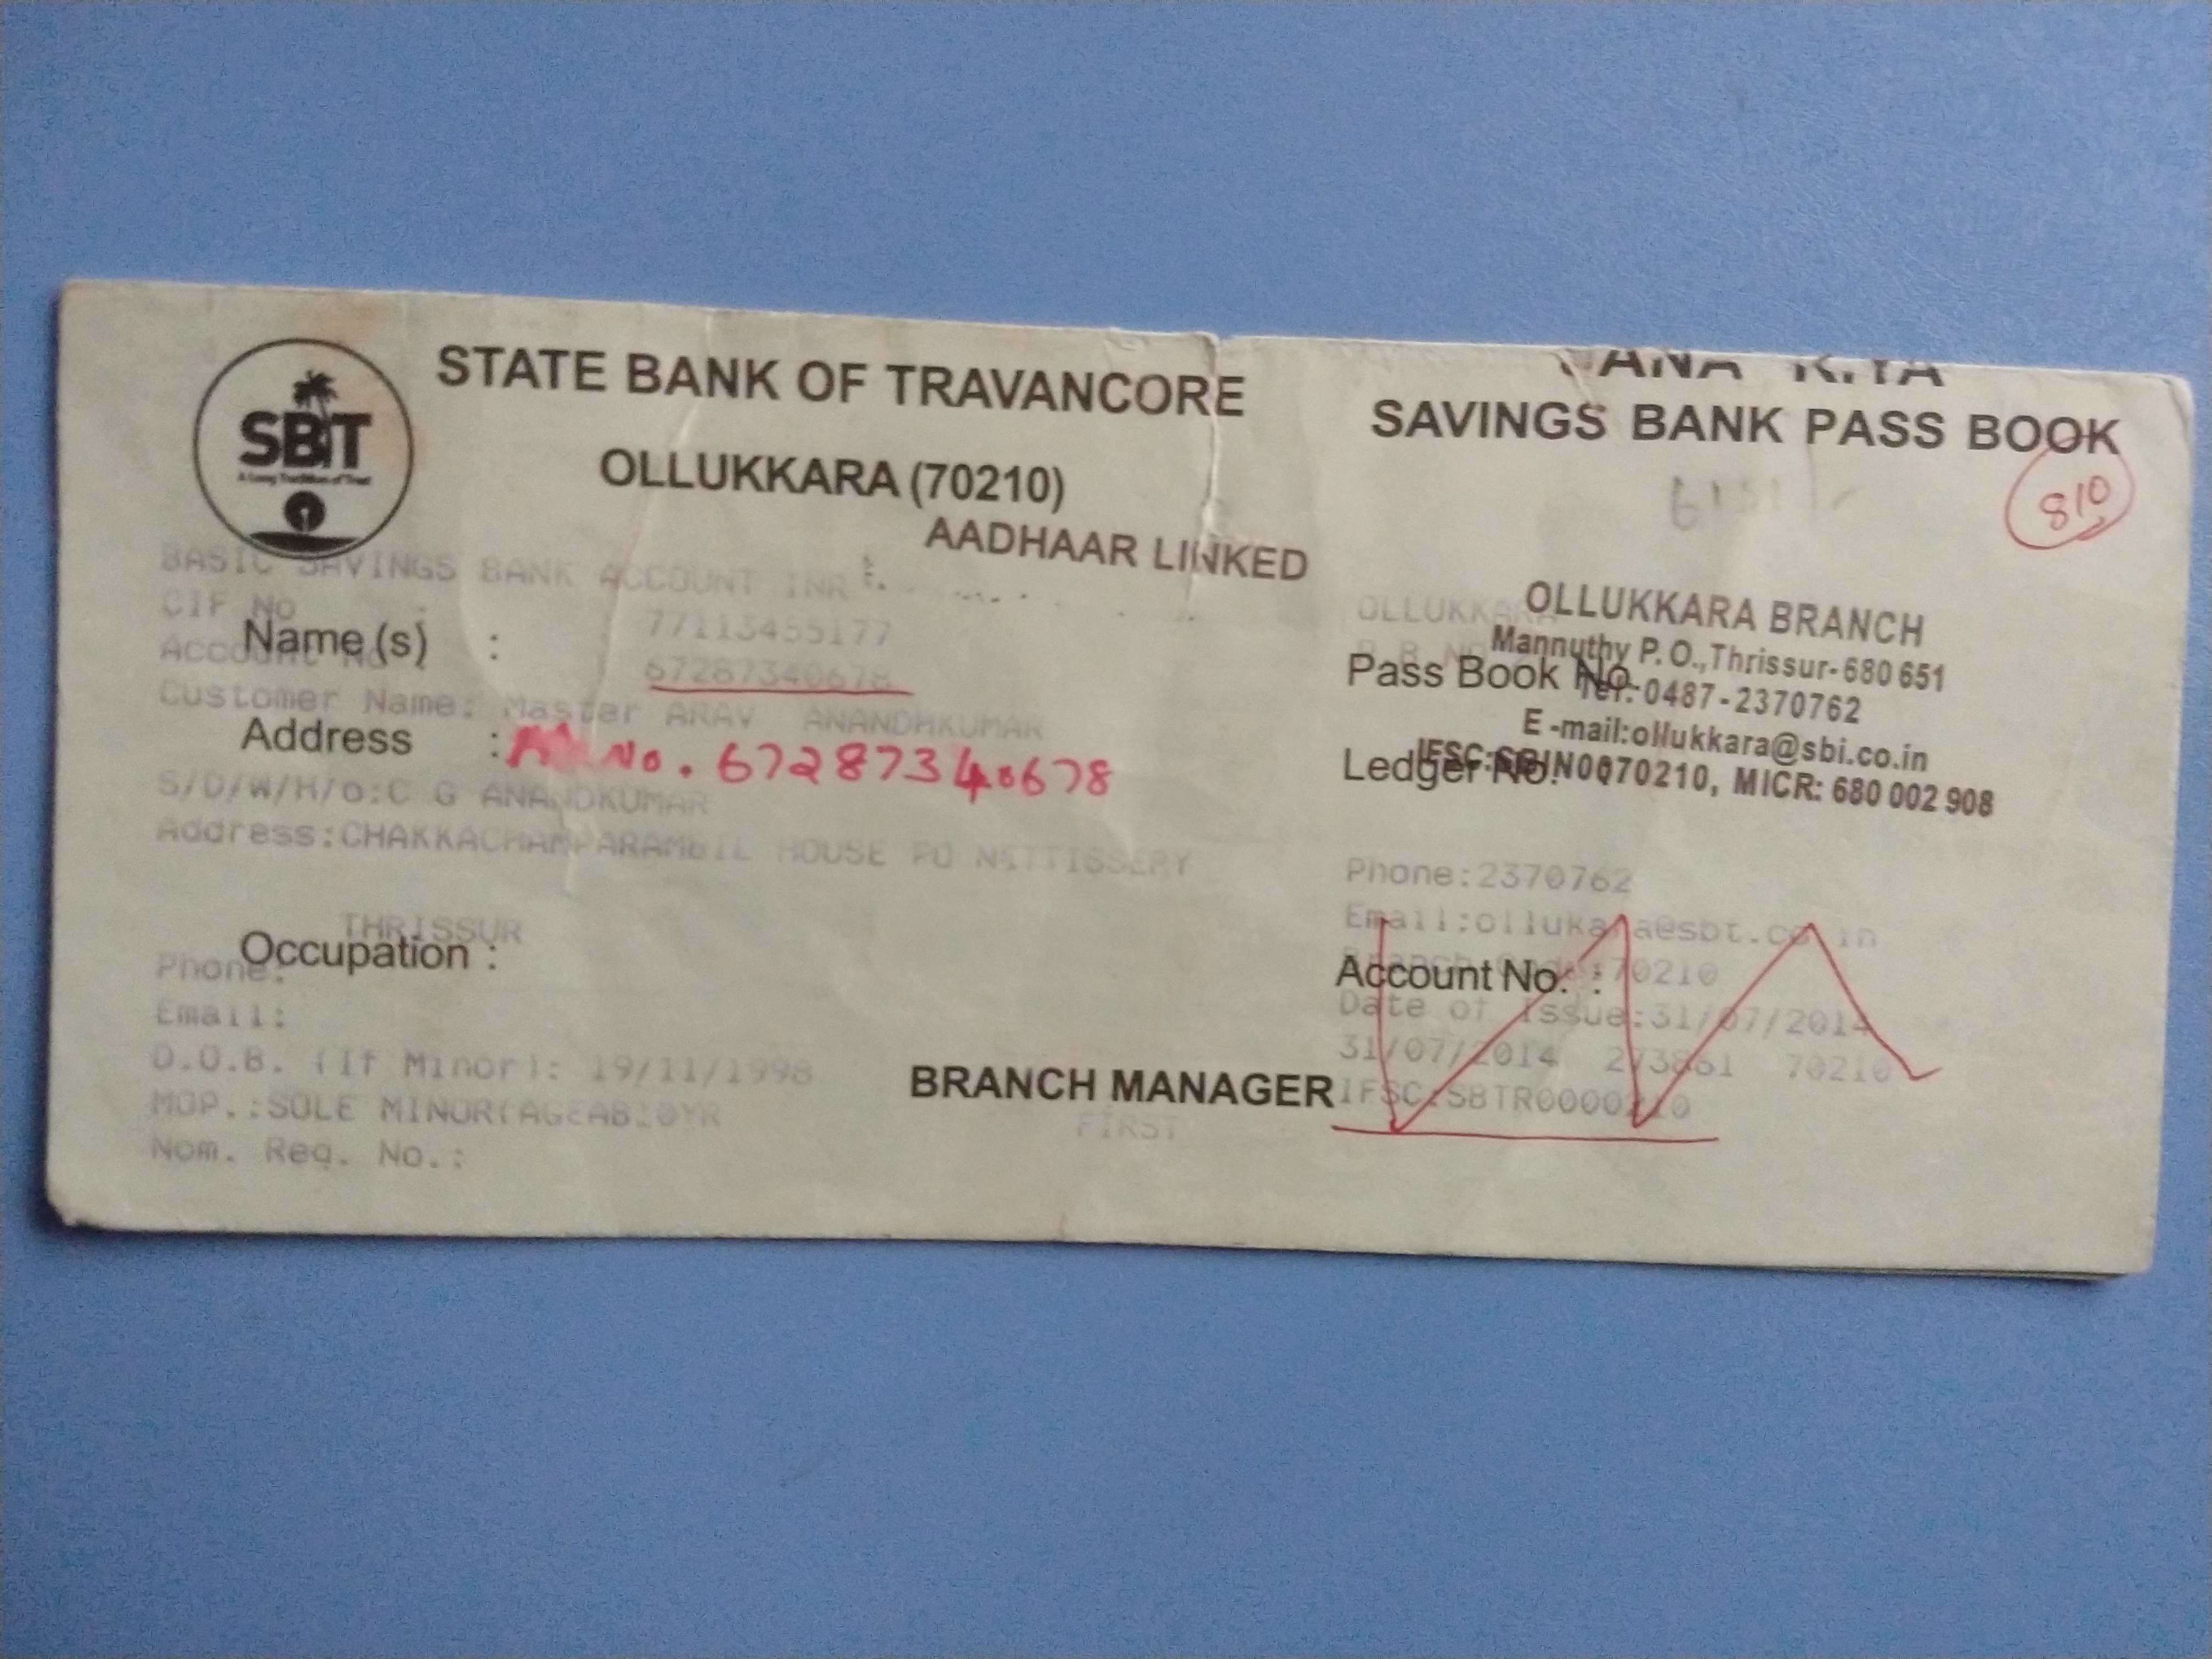 STATE BANK OF TRAVANCORE
SBT
A Long Tradition of Trust
OLLUKKARA (70210)
AADHAAR LINKED
BASIC SAVINGS BANK ACCOUNT INR
CIF No 77113455177
Name (s) :
Account No 67287340678
Customer Name: Master ARAV ANANDHKUMAR
Address :
No. 67287340678
S/D/W/H/o:C G ANANDKUMAR
Address:CHAKKACHAMPARAMBIL HOUSE PO NETTISSERY
THRISSUR
Occupation :
Phone:
Email:
D.O.B. (If Minor): 19/11/1998
MOP.:SOLE MINOR(AGEAB10YR
FIRST
Nom. Reg. No.:
BRANCH MANAGER
SAVINGS BANK PASS BOOK
810
OLLUKKARA
OLLUKKARA BRANCH
Mannuthy P.O.,Thrissur-680 651
Pass Book No.
Tel: 0487-2370762
E-mail:ollukkara@sbi.co.in
Ledger No.
IFSC:SBIN0070210, MICR: 680 002 908
Phone:2370762
Email:ollukara@sbt.co.in
Branch Code:70210
Account No. :
Date of Issue:31/07/2014
31/07/2014 273861 70210
IFSC:SBTR0000210